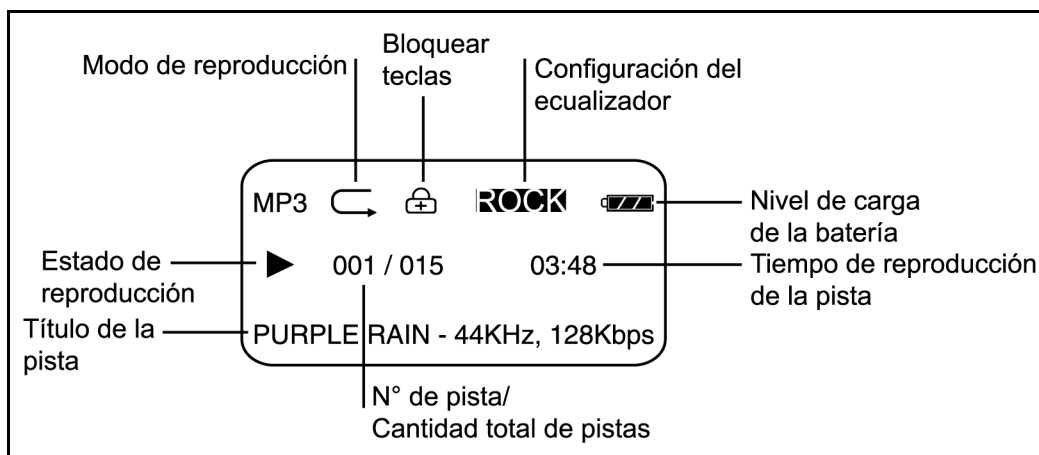 Modo de reproducción
Bloquear
teclas
Configuración del
ecualizador
MP3 ROCK
Nivel de carga
de la batería
Estado de
reproducción
001 / 015 03:48
Tiempo de reproducción
de la pista
Título de la
pista
PURPLE RAIN - 44KHz, 128Kbps
N° de pista/
Cantidad total de pistas